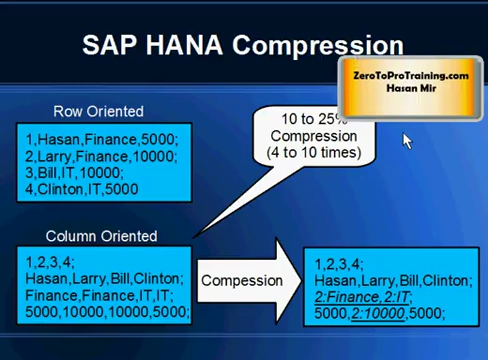 SAP HANA Compression
ZeroToProTraining.com
Hasan Mir
Row Oriented
1,Hasan,Finance,5000;
2,Larry,Finance,10000;
3,Bill,IT,10000;
4,Clinton,IT,5000
10 to 25%
Compression
(4 to 10 times)
Column Oriented
1,2,3,4;
Hasan,Larry,Bill,Clinton;
Finance,Finance,IT,IT;
5000,10000,10000,5000;
Compession
1,2,3,4;
Hasan,Larry,Bill,Clinton;
2:Finance,2:IT;
5000,2:10000,5000;